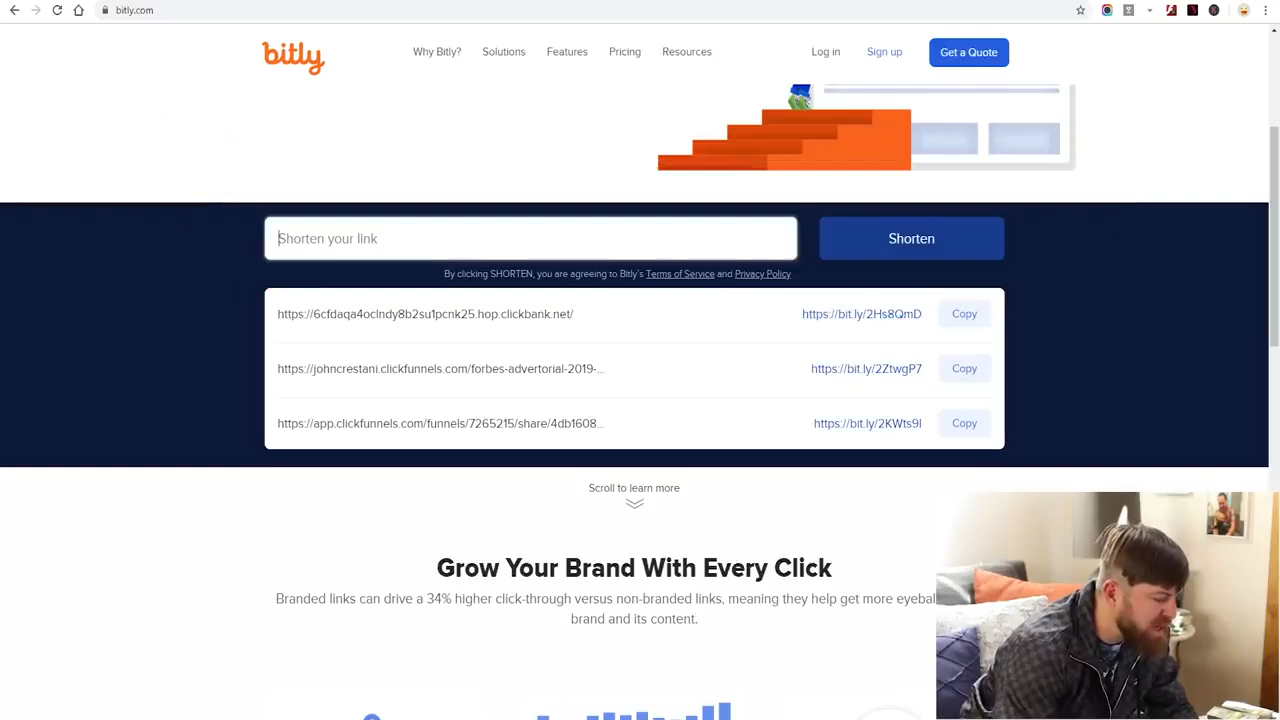 bitly.com
bitly
Why Bitly?
Solutions
Features
Pricing
Resources
Log in
Sign up
Get a Quote
Shorten your link
Shorten
By clicking SHORTEN, you are agreeing to Bitly's Terms of Service and Privacy Policy
https://6cfdaqa4oclndy8b2su1pcnk25.hop.clickbank.net/
https://bit.ly/2Hs8QmD
Copy
https://johncrestani.clickfunnels.com/forbes-advertorial-2019-...
https://bit.ly/2ZtwgP7
Copy
https://app.clickfunnels.com/funnels/7265215/share/4db1608...
https://bit.ly/2KWts9I
Copy
Scroll to learn more
Grow Your Brand With Every Click
Branded links can drive a 34% higher click-through versus non-branded links, meaning they help get more eyebal
brand and its content.